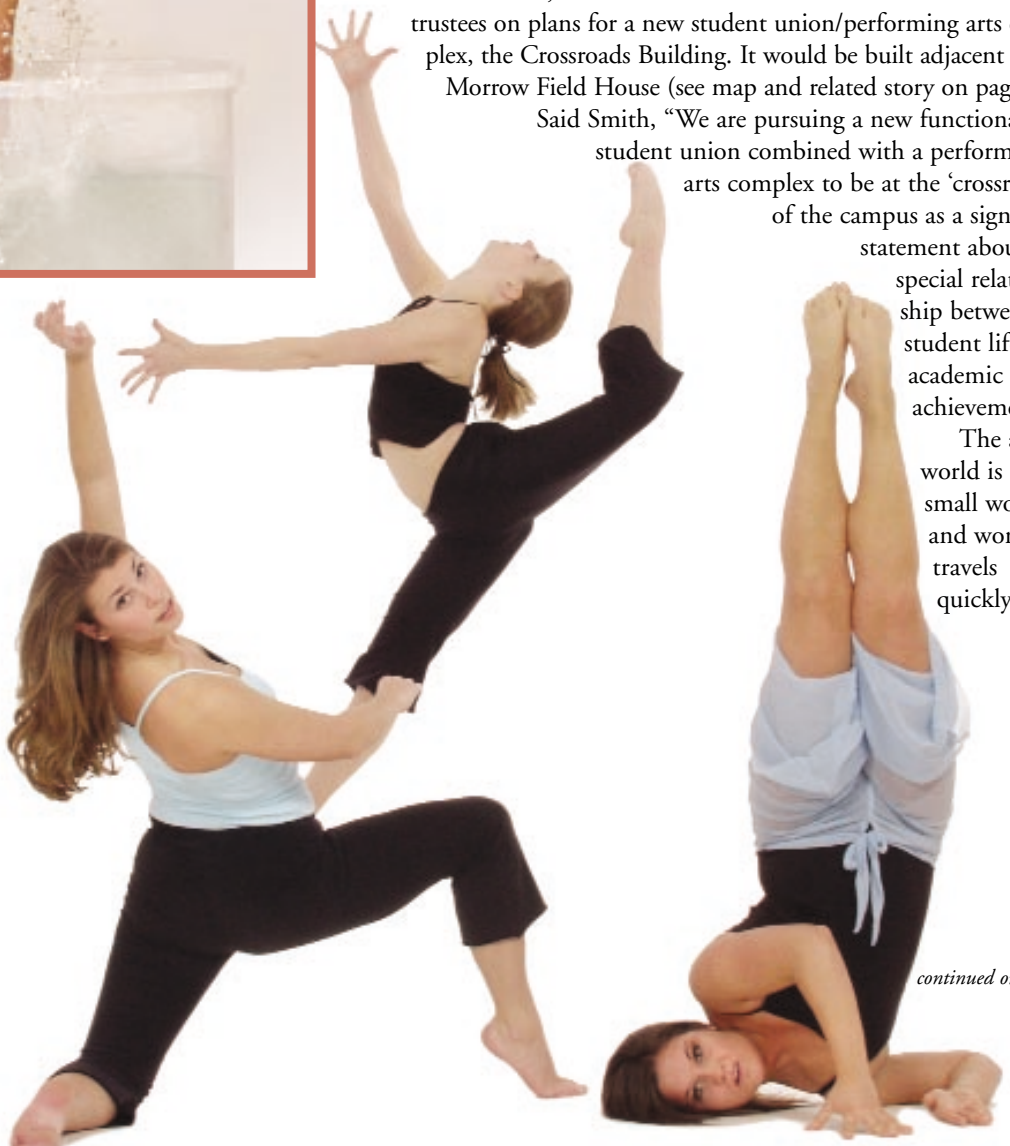 trustees on plans for a new student union/performing arts
plex, the Crossroads Building. It would be built adjacent
Morrow Field House (see map and related story on pag
Said Smith, “We are pursuing a new functiona
student union combined with a perform
arts complex to be at the ‘crossr
of the campus as a sign
statement abou
special relat
ship betwe
student lif
academic
achieveme
The
world is
small wo
and wor
travels
quickly
continued o